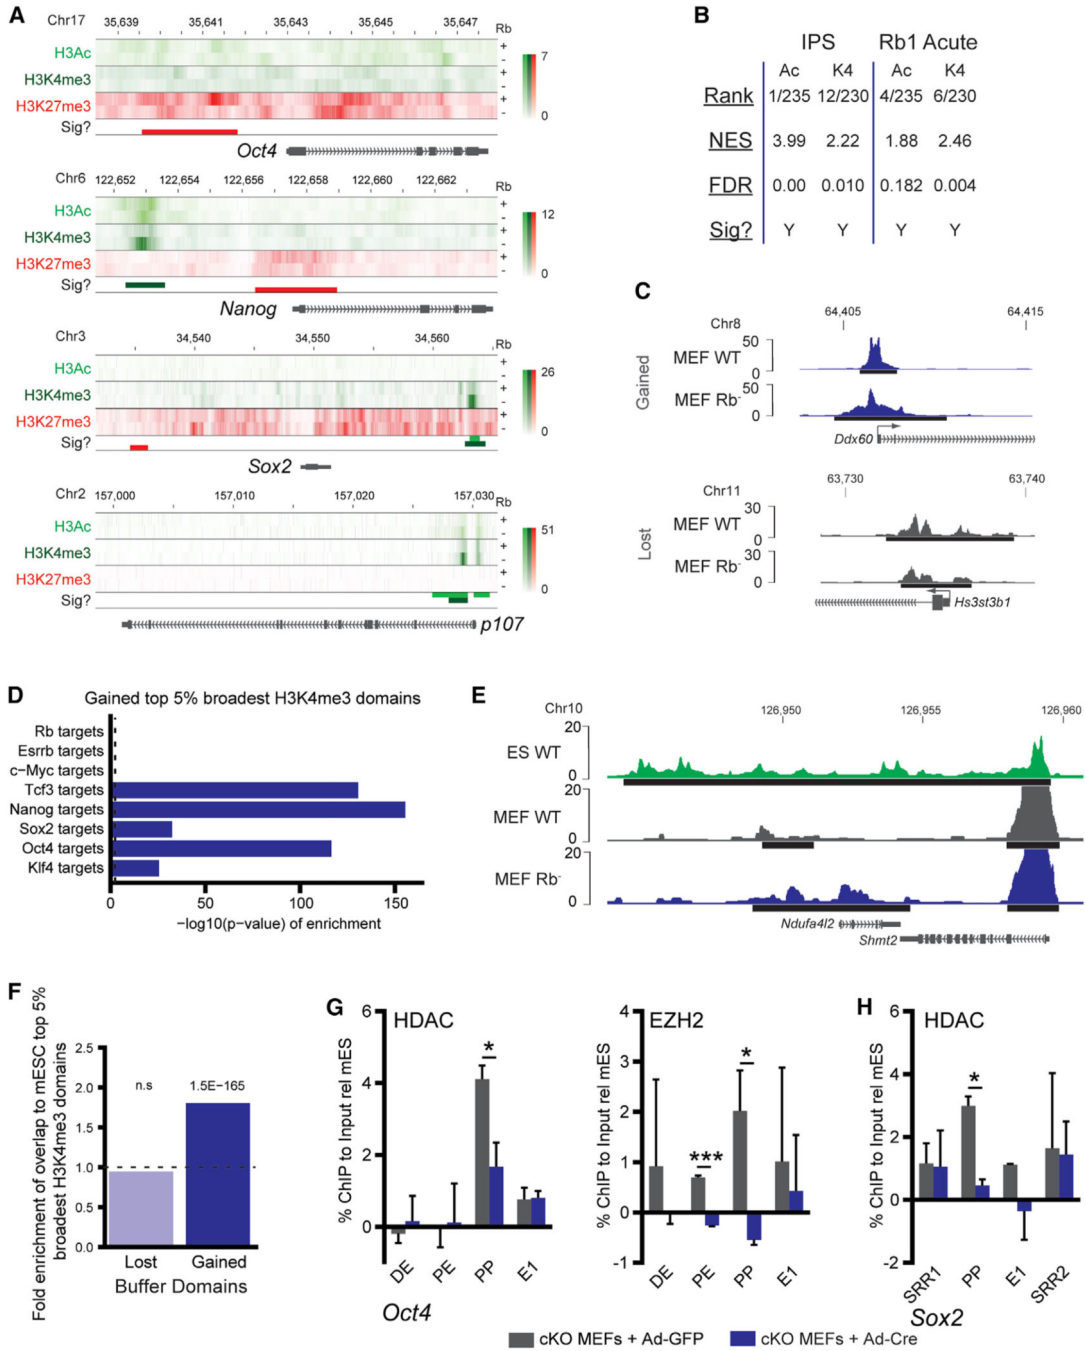 A
Chr17 35,639 35,641 35,643 35,645 35,647 Rb
H3Ac + -
H3K4me3 + -
H3K27me3 + -
Sig?
7
0
Oct4
Chr6 Rb
122,652 122,654 122,656 122,658 122,660 122,662
H3Ac + -
H3K4me3 + -
H3K27me3 + -
Sig?
12
0
Nanog
Chr3 34,540 34,550 34,560 Rb
H3Ac + -
H3K4me3 + -
H3K27me3 + -
Sig?
26
0
Sox2
Chr2 157,000 157,010 157,020 157,030 Rb
H3Ac + -
H3K4me3 + -
H3K27me3 + -
Sig?
51
0
p107
B
IPS Rb1 Acute
Ac K4 Ac K4
Rank 1/235 12/230 4/235 6/230
NES 3.99 2.22 1.88 2.46
FDR 0.00 0.010 0.182 0.004
Sig? Y Y Y Y
C
64,405 64,415
Chr8
Gained
50
MEF WT
0
50
MEF Rb-
0
Ddx60
63,730 63,740
Chr11
Lost
30
MEF WT
0
30
MEF Rb-
0
Hs3st3b1
D
Gained top 5% broadest H3K4me3 domains
Rb targets
Esrrb targets
c-Myc targets
Tcf3 targets
Nanog targets
Sox2 targets
Oct4 targets
Klf4 targets
0 50 100 150
−log10(p−value) of enrichment
E
Chr10 126,950 126,955 126,960
20
ES WT
0
20
MEF WT
0
20
MEF Rb-
0
Ndufa4l2
Shmt2
F
Fold enrichment of overlap to mESC top 5%
broadest H3K4me3 domains
2.5
2.0
1.5
1.0
0.5
0.0
n.s 1.5E−165
Lost Gained
Buffer Domains
G
HDAC
% ChIP to Input rel mES
6
4
2
0
*
DE PE PP E1
Oct4
EZH2
% ChIP to Input rel mES
4
3
2
1
0
-1
*** *
DE PE PP E1
H
HDAC
% ChIP to Input rel mES
6
4
2
0
-2
*
SRR1 PP E1 SRR2
Sox2
cKO MEFs + Ad-GFP cKO MEFs + Ad-Cre